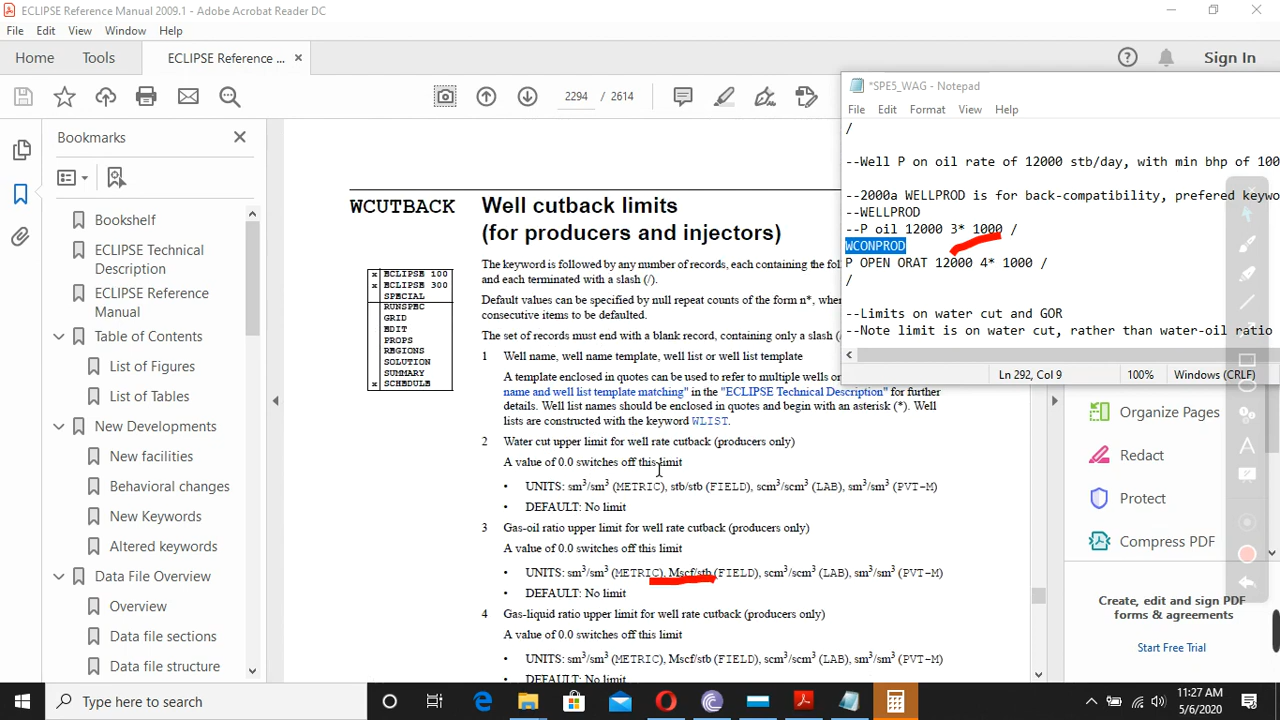 ECLIPSE Reference Manual 2009.1 - Adobe Acrobat Reader DC
File Edit View Window Help
Home Tools ECLIPSE Reference ... ×
Sign In
2294 / 2614
Bookmarks
Bookshelf
ECLIPSE Technical
Description
ECLIPSE Reference
Manual
Table of Contents
List of Figures
List of Tables
New Developments
New facilities
Behavioral changes
New Keywords
Altered keywords
Data File Overview
Overview
Data file sections
Data file structure
WCUTBACK
Well cutback limits
(for producers and injectors)
x ECLIPSE 100
x ECLIPSE 300
SPECIAL
RUNSPEC
GRID
EDIT
PROPS
REGIONS
SOLUTION
SUMMARY
x SCHEDULE
The keyword is followed by any number of records, each containing the
and each terminated with a slash (/).
Default values can be specified by null repeat counts of the form n*,
consecutive items to be defaulted.
The set of records must end with a blank record, containing only a slash
1 Well name, well name template, well list or well list template
A template enclosed in quotes can be used to refer to multiple wells
name and well list template matching" in the "ECLIPSE Technical Description" for further
details. Well list names should be enclosed in quotes and begin with an asterisk (*). Well
lists are constructed with the keyword WLIST.
2 Water cut upper limit for well rate cutback (producers only)
A value of 0.0 switches off this limit
• UNITS: sm³/sm³ (METRIC), stb/stb (FIELD), scm³/scm³ (LAB), sm³/sm³ (PVT-M)
• DEFAULT: No limit
3 Gas-oil ratio upper limit for well rate cutback (producers only)
A value of 0.0 switches off this limit
• UNITS: sm³/sm³ (METRIC), Mscf/stb (FIELD), scm³/scm³ (LAB), sm³/sm³ (PVT-M)
• DEFAULT: No limit
4 Gas-liquid ratio upper limit for well rate cutback (producers only)
A value of 0.0 switches off this limit
• UNITS: sm³/sm³ (METRIC), Mscf/stb (FIELD), scm³/scm³ (LAB), sm³/sm³ (PVT-M)
• DEFAULT: No limit
*SPE5_WAG - Notepad
File Edit Format View Help
/
--Well P on oil rate of 12000 stb/day, with min bhp of 100
--2000a WELLPROD is for back-compatibility, prefered keywo
--WELLPROD
--P oil 12000 3* 1000 /
WCONPROD
P OPEN ORAT 12000 4* 1000 /
/
--Limits on water cut and GOR
--Note limit is on water cut, rather than water-oil ratio
Ln 292, Col 9 100% Windows (CRLF)
Organize Pages
Redact
Protect
Compress PDF
Create, edit and sign PDF
forms & agreements
Start Free Trial
Type here to search
11:27 AM
5/6/2020